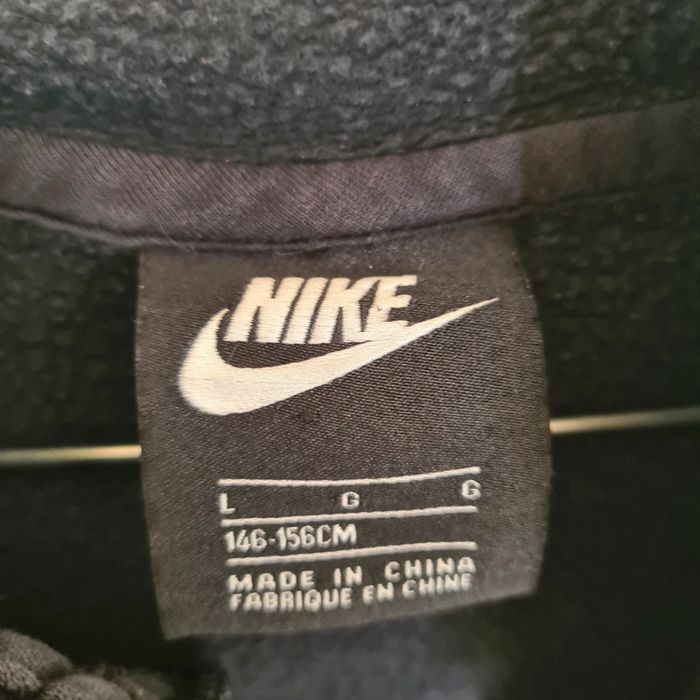 NIKE
L G G
146-156CM
MADE IN CHINA
FABRIQUE EN CHINE